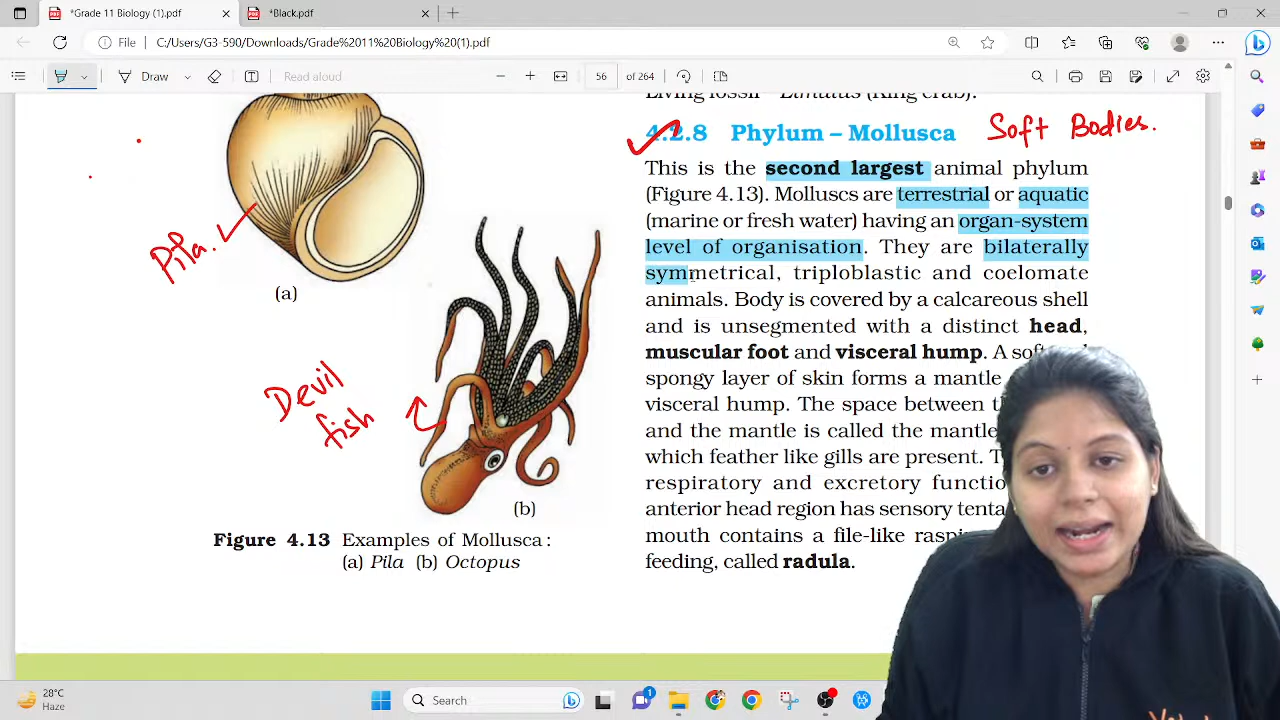 *Grade 11 Biology (1).pdf
*Black.pdf
File C:/Users/G3-590/Downloads/Grade%2011%20Biology%20(1).pdf
Draw Read aloud 56 of 264
Living fossil – Limulus (King crab).
4.2.8 Phylum – Mollusca
Soft Bodies.
This is the second largest animal phylum
(Figure 4.13). Molluscs are terrestrial or aquatic
(marine or fresh water) having an organ-system
level of organisation. They are bilaterally
symmetrical, triploblastic and coelomate
animals. Body is covered by a calcareous shell
and is unsegmented with a distinct head,
muscular foot and visceral hump. A soft
spongy layer of skin forms a mantle
visceral hump. The space between
and the mantle is called the mantle
which feather like gills are present.
respiratory and excretory
anterior head region has sensory
mouth contains a file-like
feeding, called radula.
Pila.
(a)
Devil
fish
(b)
Figure 4.13 Examples of Mollusca :
(a) Pila (b) Octopus
28°C
Haze
Search
1